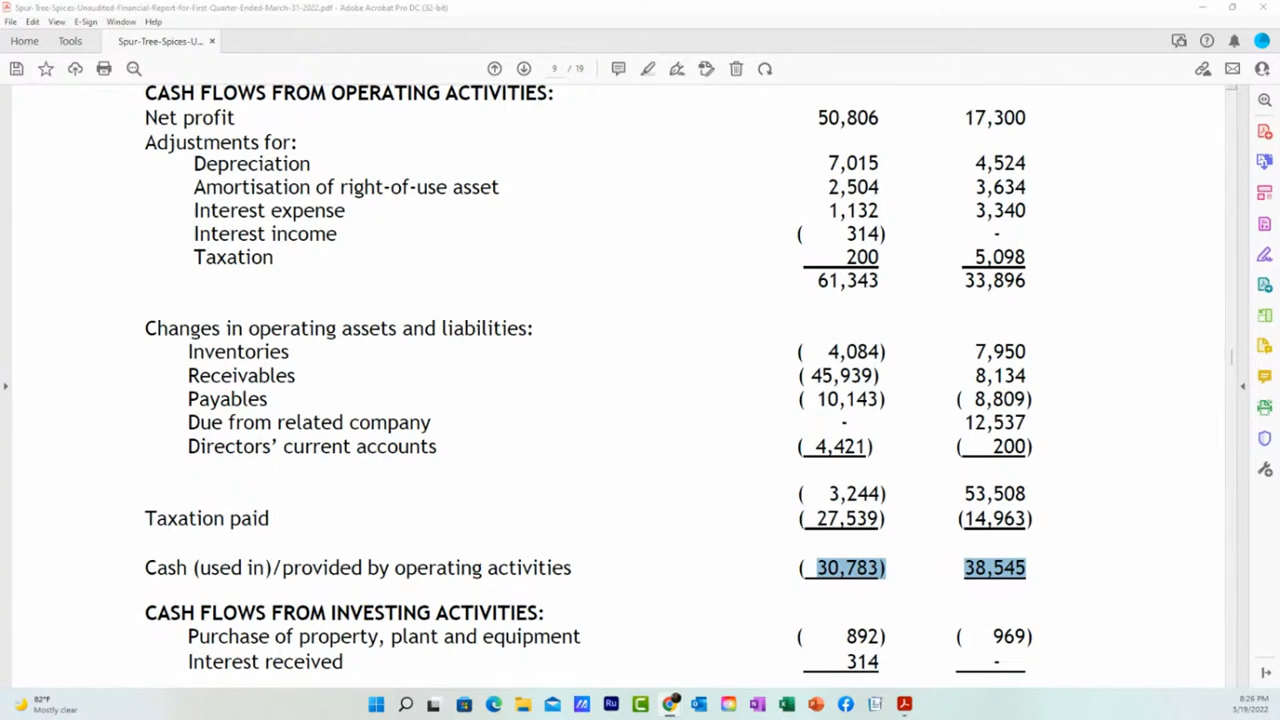 Spur-Tree-Spices-Unaudited-Financial-Report-for-First-Quarter-Ended-March-31-2022.pdf - Adobe Acrobat Pro DC (32-bit)
File Edit View E-Sign Window Help
Home Tools Spur-Tree-Spices-U... ×
9 / 19
CASH FLOWS FROM OPERATING ACTIVITIES:
Net profit 50,806 17,300
Adjustments for:
Depreciation 7,015 4,524
Amortisation of right-of-use asset 2,504 3,634
Interest expense 1,132 3,340
Interest income ( 314) -
Taxation 200 5,098
61,343 33,896
Changes in operating assets and liabilities:
Inventories ( 4,084) 7,950
Receivables ( 45,939) 8,134
Payables ( 10,143) ( 8,809)
Due from related company - 12,537
Directors’ current accounts ( 4,421) ( 200)
( 3,244) 53,508
Taxation paid ( 27,539) (14,963)
Cash (used in)/provided by operating activities ( 30,783) 38,545
CASH FLOWS FROM INVESTING ACTIVITIES:
Purchase of property, plant and equipment ( 892) ( 969)
Interest received 314 -
82°F
Mostly clear
Ru
8:26 PM
5/19/2022